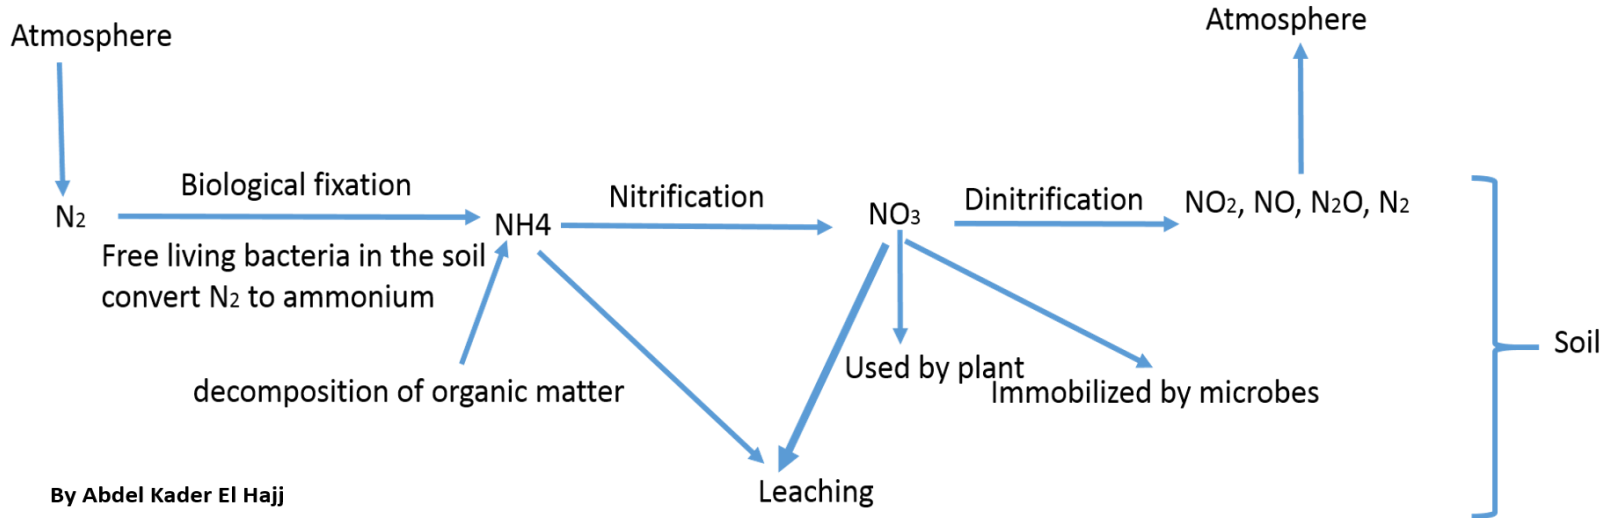 Atmosphere
Atmosphere
Biological fixation
Nitrification
Dinitrification
N2
NH4
NO3
NO2, NO, N2O, N2
Free living bacteria in the soil
convert N2 to ammonium
decomposition of organic matter
Used by plant
Immobilized by microbes
Soil
Leaching
By Abdel Kader El Hajj